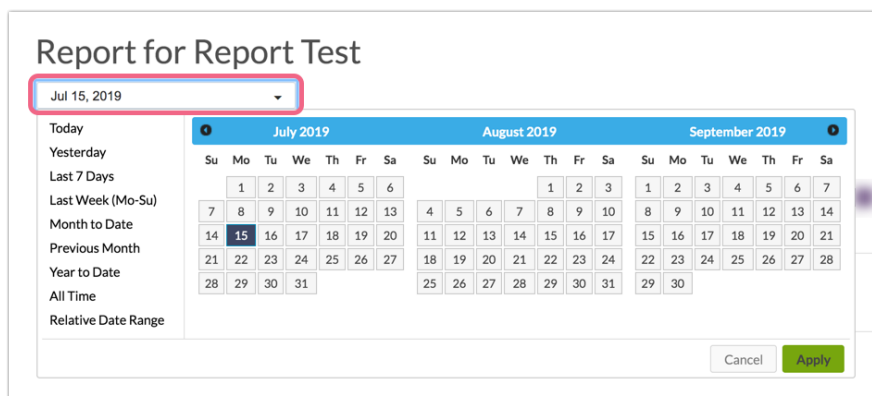 Report for Report Test
Jul 15, 2019
Today
Yesterday
Last 7 Days
Last Week (Mo-Su)
Month to Date
Previous Month
Year to Date
All Time
Relative Date Range
July 2019
Su Mo Tu We Th Fr Sa
1 2 3 4 5 6
7 8 9 10 11 12 13
14 15 16 17 18 19 20
21 22 23 24 25 26 27
28 29 30 31
August 2019
Su Mo Tu We Th Fr Sa
1 2 3
4 5 6 7 8 9 10
11 12 13 14 15 16 17
18 19 20 21 22 23 24
25 26 27 28 29 30 31
September 2019
Su Mo Tu We Th Fr Sa
1 2 3 4 5 6 7
8 9 10 11 12 13 14
15 16 17 18 19 20 21
22 23 24 25 26 27 28
29 30
Cancel Apply